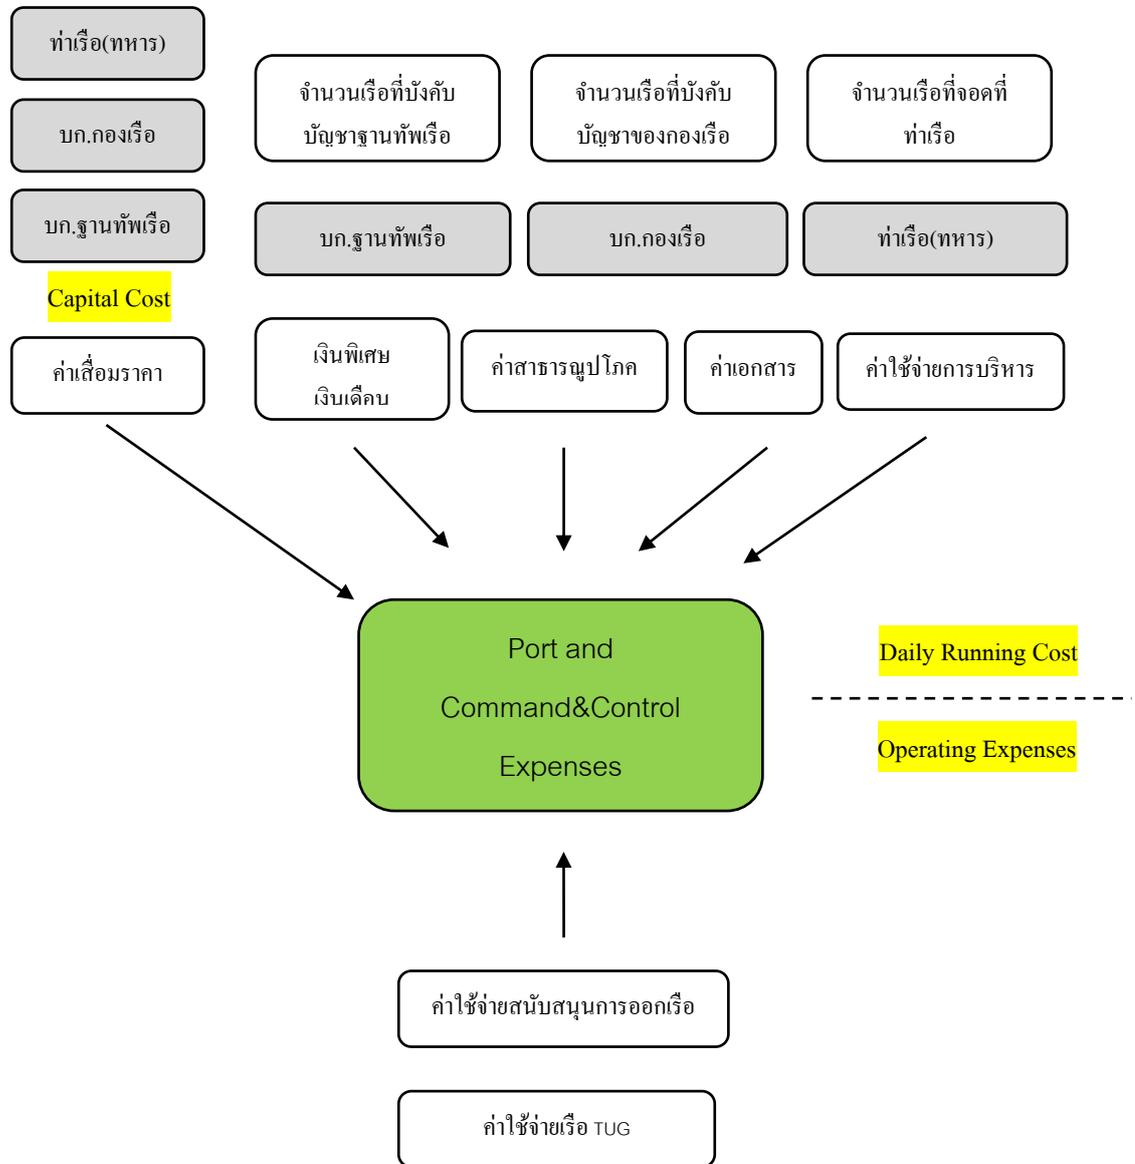 ท่าเรือ(ทหาร)
บก.กองเรือ
บก.ฐานทัพเรือ
Capital Cost
ค่าเสื่อมราคา
จำนวนเรือที่บังคับ
บัญชาฐานทัพเรือ
จำนวนเรือที่บังคับ
บัญชาของกองเรือ
จำนวนเรือที่จอดที่
ท่าเรือ
บก.ฐานทัพเรือ
บก.กองเรือ
ท่าเรือ(ทหาร)
เงินพิเศษ
เงินเดือน
ค่าสาธารณูปโภค
ค่าเอกสาร
ค่าใช้จ่ายการบริหาร
Port and
Command&Control
Expenses
Daily Running Cost
Operating Expenses
ค่าใช้จ่ายสนับสนุนการออกเรือ
ค่าใช้จ่ายเรือ TUG